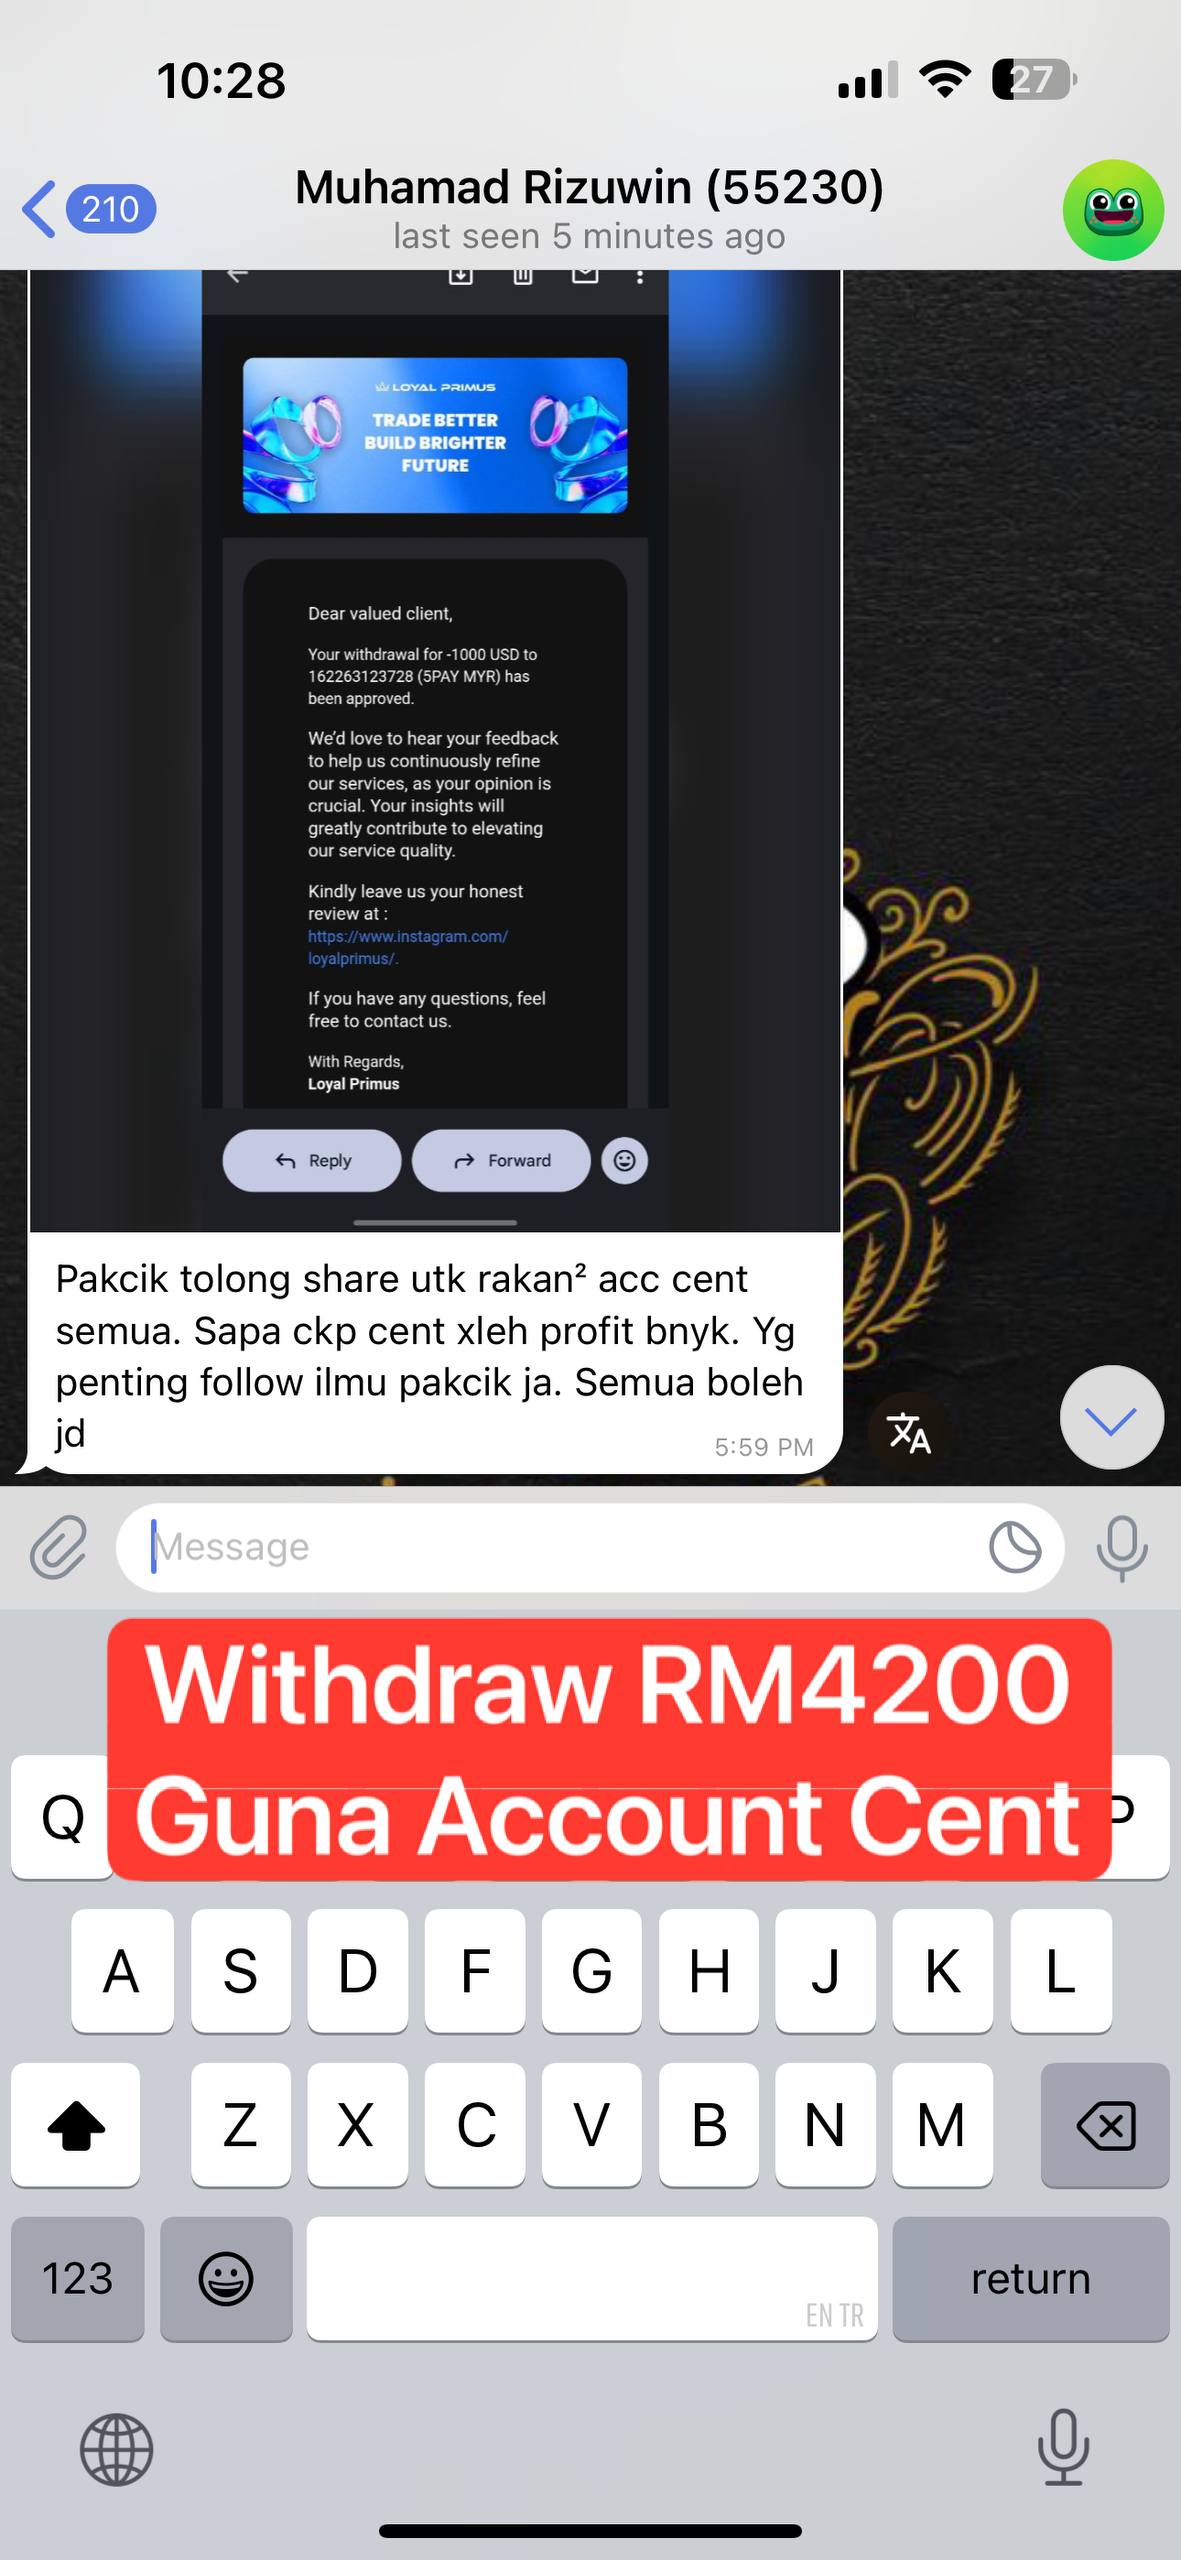 10:28
27
210
Muhamad Rizuwin (55230)
last seen 5 minutes ago
LOYAL PRIMUS
TRADE BETTER
BUILD BRIGHTER
FUTURE
Dear valued client,
Your withdrawal for -1000 USD to
162263123728 (5PAY MYR) has
been approved.
We'd love to hear your feedback
to help us continuously refine
our services, as your opinion is
crucial. Your insights will
greatly contribute to elevating
our service quality.
Kindly leave us your honest
review at :
https://www.instagram.com/
loyalprimus/.
If you have any questions, feel
free to contact us.
With Regards,
Loyal Primus
Reply Forward
Pakcik tolong share utk rakan² acc cent
semua. Sapa ckp cent xleh profit bnyk. Yg
penting follow ilmu pakcik ja. Semua boleh
jd
5:59 PM
Message
Withdraw RM4200
Guna Account Cent
Q P
A S D F G H J K L
Z X C V B N M
123 EN TR return